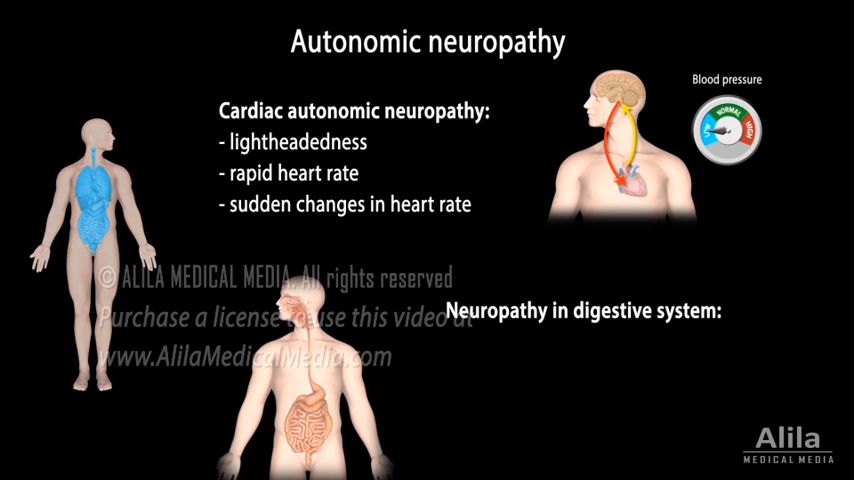 Autonomic neuropathy
Blood pressure
LOW NORMAL HIGH
Cardiac autonomic neuropathy:
- lightheadedness
- rapid heart rate
- sudden changes in heart rate
© ALILA MEDICAL MEDIA. All rights reserved
Purchase a license to use this video at
www.AlilaMedicalMedia.com
Neuropathy in digestive system:
Alila
MEDICAL MEDIA